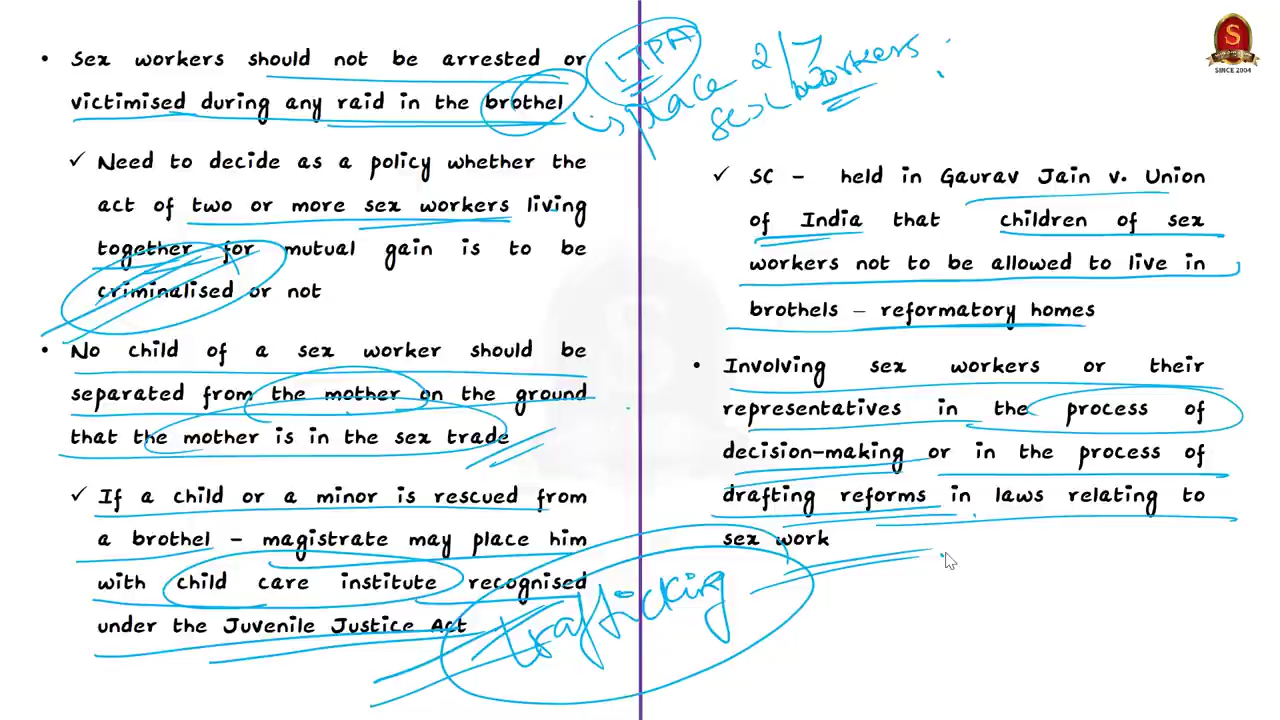 Sex workers should not be arrested or
victimised during any raid in the brothel
✓ Need to decide as a policy whether the
act of two or more sex workers living
together for mutual gain is to be
criminalised or not
No child of a sex worker should be
separated from the mother on the ground
that the mother is in the sex trade
✓ If a child or a minor is rescued from
a brothel – magistrate may place him
with child care institute recognised
under the Juvenile Justice Act
trafficking
ITPA
is place 2/7
sex workers
S
SINCE 2004
✓ SC – held in Gaurav Jain v. Union
of India that children of sex
workers not to be allowed to live in
brothels – reformatory homes
Involving sex workers or their
representatives in the process of
decision-making or in the process of
drafting reforms in laws relating to
sex work